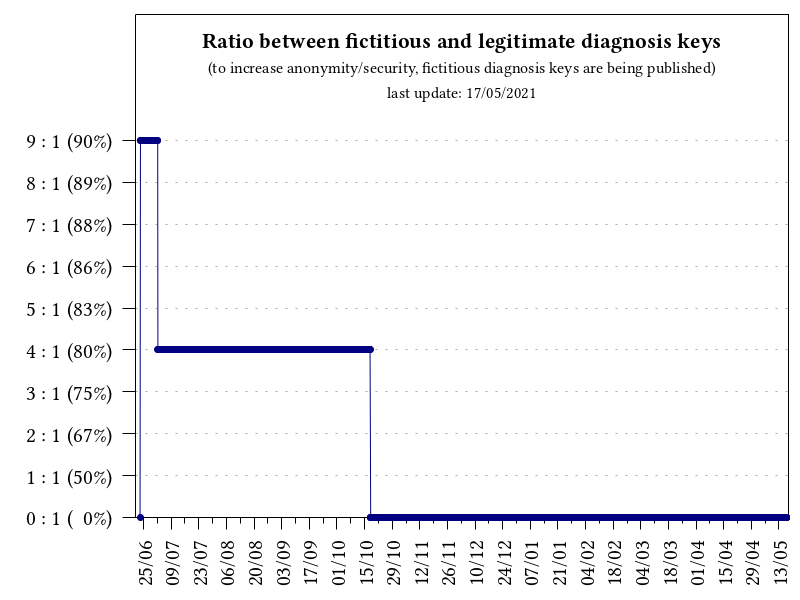 Ratio between fictitious and legitimate diagnosis keys
(to increase anonymity/security, fictitious diagnosis keys are being published)
last update: 17/05/2021
9 : 1 (90%)
8 : 1 (89%)
7 : 1 (88%)
6 : 1 (86%)
5 : 1 (83%)
4 : 1 (80%)
3 : 1 (75%)
2 : 1 (67%)
1 : 1 (50%)
0 : 1 (  0%)
25/06
09/07
23/07
06/08
20/08
03/09
17/09
01/10
15/10
29/10
12/11
26/11
10/12
24/12
07/01
21/01
04/02
18/02
04/03
18/03
01/04
15/04
29/04
13/05